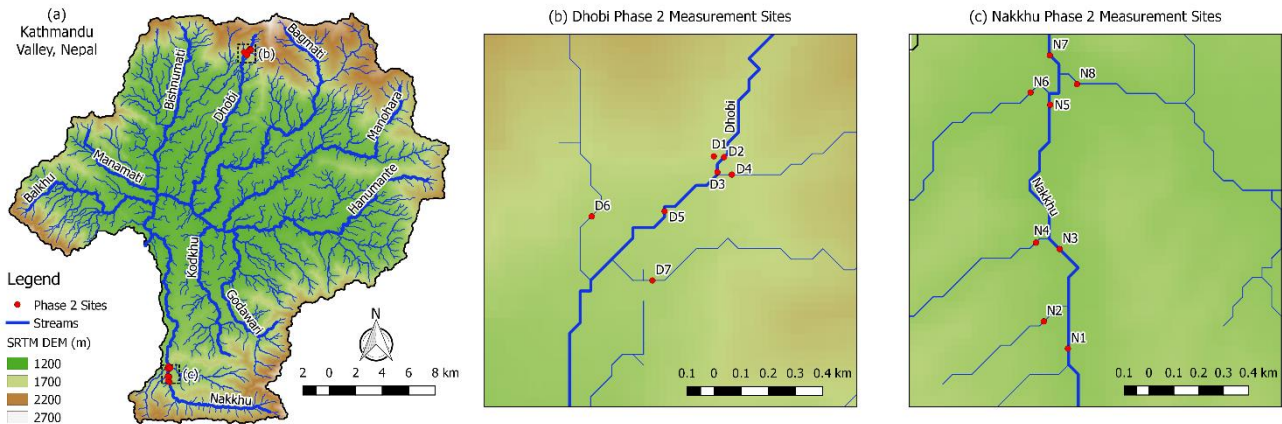 (a)
Kathmandu
Valley, Nepal
Bishnumati
Dhobi
Bagmati
(b)
Manohara
Manamati
Balkhu
Hanumante
Kodkhu
Godawari
Nakkhu
(c)
Legend
Phase 2 Sites
Streams
SRTM DEM (m)
1200
1700
2200
2700
N
2 0 2 4 6 8 km
(b) Dhobi Phase 2 Measurement Sites
Dhobi
D1
D2
D4
D3
D6
D5
D7
0.1 0 0.1 0.2 0.3 0.4 km
(c) Nakkhu Phase 2 Measurement Sites
N7
N6
N8
N5
Nakkhu
N4
N3
N2
N1
0.1 0 0.1 0.2 0.3 0.4 km